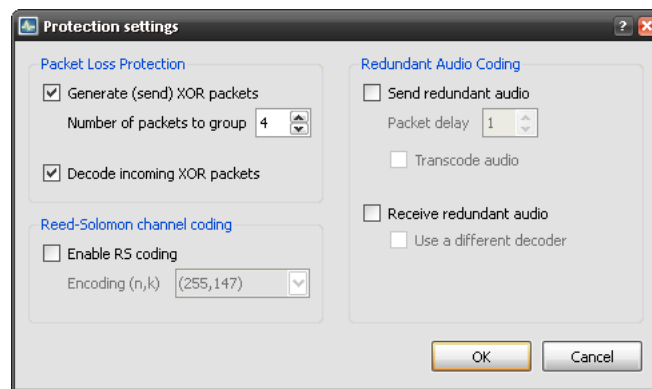 Protection settings
Packet Loss Protection
Generate (send) XOR packets
Number of packets to group 4
Decode incoming XOR packets
Reed-Solomon channel coding
Enable RS coding
Encoding (n,k) (255,147)
Redundant Audio Coding
Send redundant audio
Packet delay 1
Transcode audio
Receive redundant audio
Use a different decoder
OK
Cancel